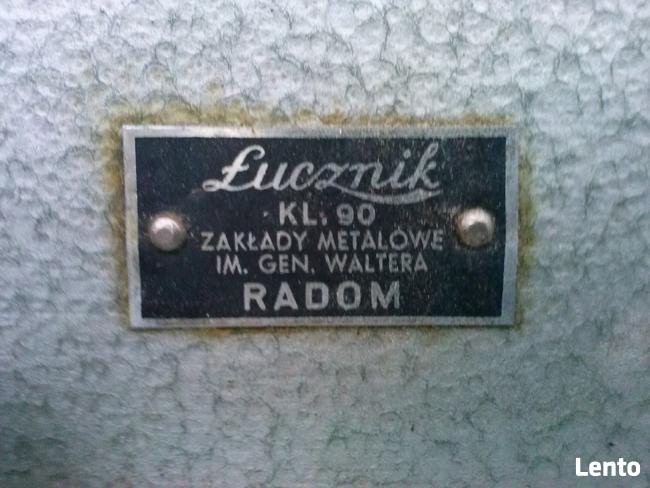 Łucznik
KL. 90
ZAKŁADY METALOWE
IM. GEN. WALTERA
RADOM
Lento